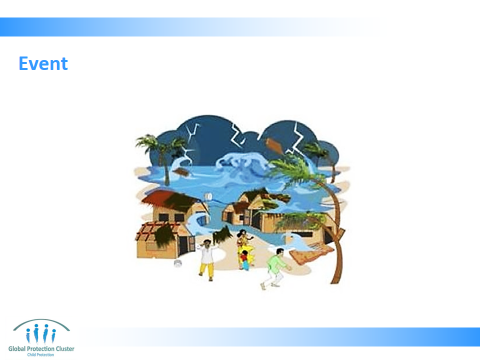 Event
Global Protection Cluster
Child Protection